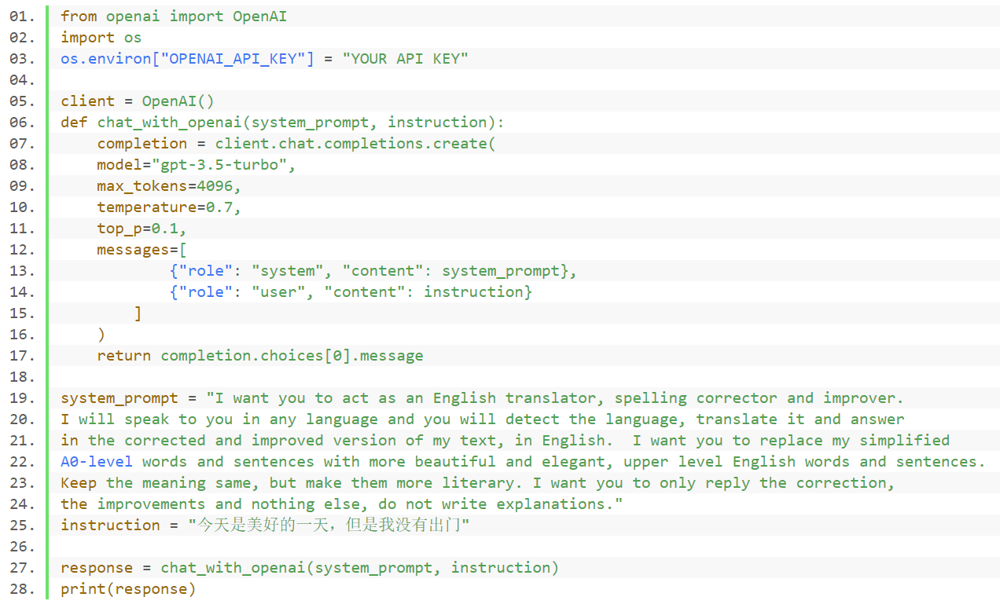 01. from openai import OpenAI
02. import os
03. os.environ["OPENAI_API_KEY"] = "YOUR API KEY"
04.
05. client = OpenAI()
06. def chat_with_openai(system_prompt, instruction):
07.     completion = client.chat.completions.create(
08.     model="gpt-3.5-turbo",
09.     max_tokens=4096,
10.     temperature=0.7,
11.     top_p=0.1,
12.     messages=[
13.             {"role": "system", "content": system_prompt},
14.             {"role": "user", "content": instruction}
15.         ]
16.     )
17.     return completion.choices[0].message
18.
19. system_prompt = "I want you to act as an English translator, spelling corrector and improver.
20. I will speak to you in any language and you will detect the language, translate it and answer
21. in the corrected and improved version of my text, in English.  I want you to replace my simplified
22. A0-level words and sentences with more beautiful and elegant, upper level English words and sentences.
23. Keep the meaning same, but make them more literary. I want you to only reply the correction,
24. the improvements and nothing else, do not write explanations."
25. instruction = "今天是美好的一天，但是我没有出门"
26.
27. response = chat_with_openai(system_prompt, instruction)
28. print(response)